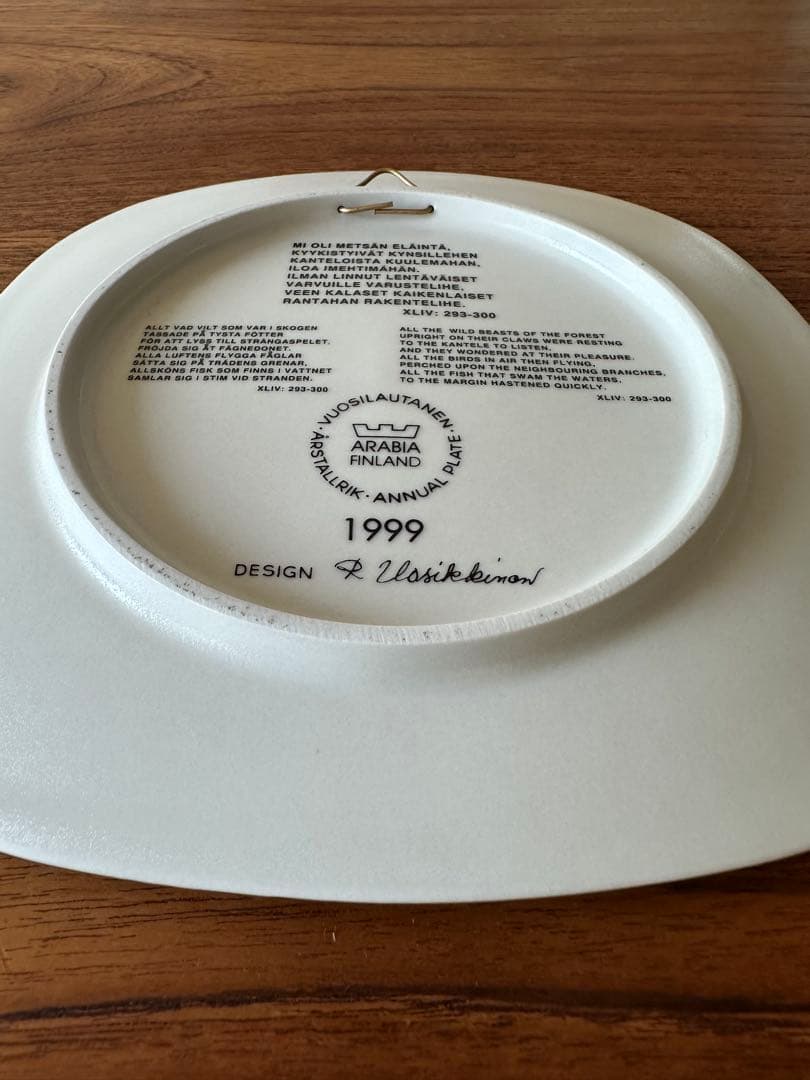 MI OLI METSÄN ELÄINTÄ,
KYYKISTYIVÄT KYNSILLEHEN
KANTELOISTA KUULEMAHAN,
ILOA IMEHTIMÄHÄN.
ILMAN LINNUT LENTÄVÄISET
VARVUILLE VARUSTELIHE,
VEEN KALASET KAIKENLAISET
RANTAHAN RAKENTELIHE.
XLIV: 293-300
ALLT VAD VILT SOM VAR I SKOGEN
TASSADE PÅ TYSTA FÖTTER
FÖR ATT LYSS TILL STRÄNGASPELET.
FRÖJDA SIG ÅT FÄGNEDONET.
ALLA LUFTENS FLYGGA FÅGLAR
SATTA SIG PÅ TRÄDENS GRENAR,
ALLSKÖNS FISK SOM FINNS I VATTNET
SAMLAR SIG I STIM VID STRANDEN.
XLIV: 293-300
ALL THE WILD BEASTS OF THE FOREST
UPRIGHT ON THEIR CLAWS WERE RESTING
TO THE KANTELE TO LISTEN,
AND THEY WONDERED AT THEIR PLEASURE.
ALL THE BIRDS IN AIR THEN FLYING,
PERCHED UPON THE NEIGHBOURING BRANCHES,
ALL THE FISH THAT SWAM THE WATERS,
TO THE MARGIN HASTENED QUICKLY.
XLIV: 293-300
· VUOSILAUTANEN · ANNUAL PLATE · ÅRSTALLRIK
ARABIA
FINLAND
1999
DESIGN R Uosikkinen